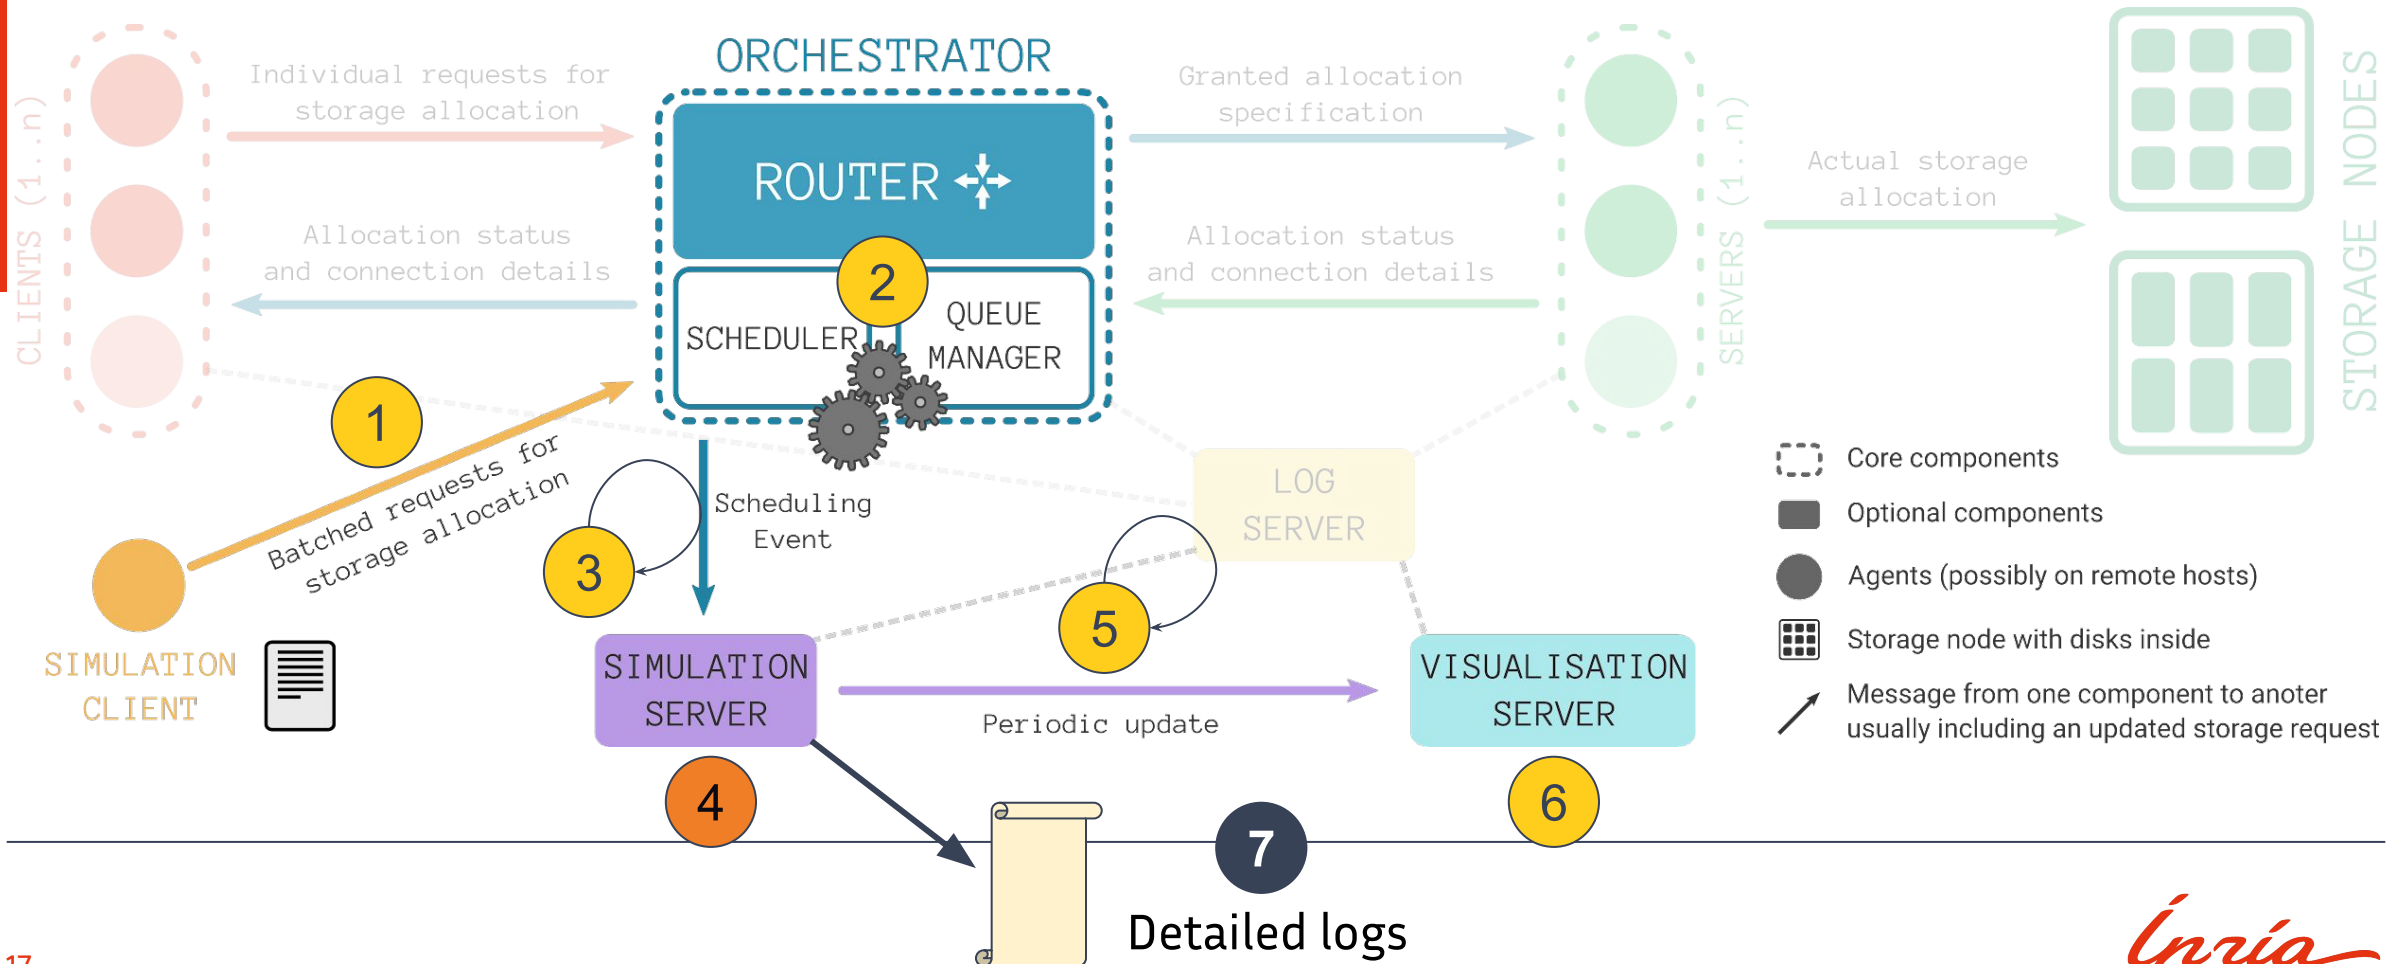 ORCHESTRATOR
CLIENTS (1..n)
Individual requests for
storage allocation
ROUTER
Granted allocation
specification
SERVERS (1..n)
Actual storage
allocation
STORAGE NODES
Allocation status
and connection details
2
SCHEDULER
QUEUE
MANAGER
Allocation status
and connection details
1
Batched requests for
storage allocation
3
Scheduling
Event
LOG
SERVER
5
Core components
Optional components
Agents (possibly on remote hosts)
Storage node with disks inside
Message from one component to anoter
usually including an updated storage request
SIMULATION
CLIENT
SIMULATION
SERVER
Periodic update
VISUALISATION
SERVER
4
6
7
Detailed logs
17
Inria